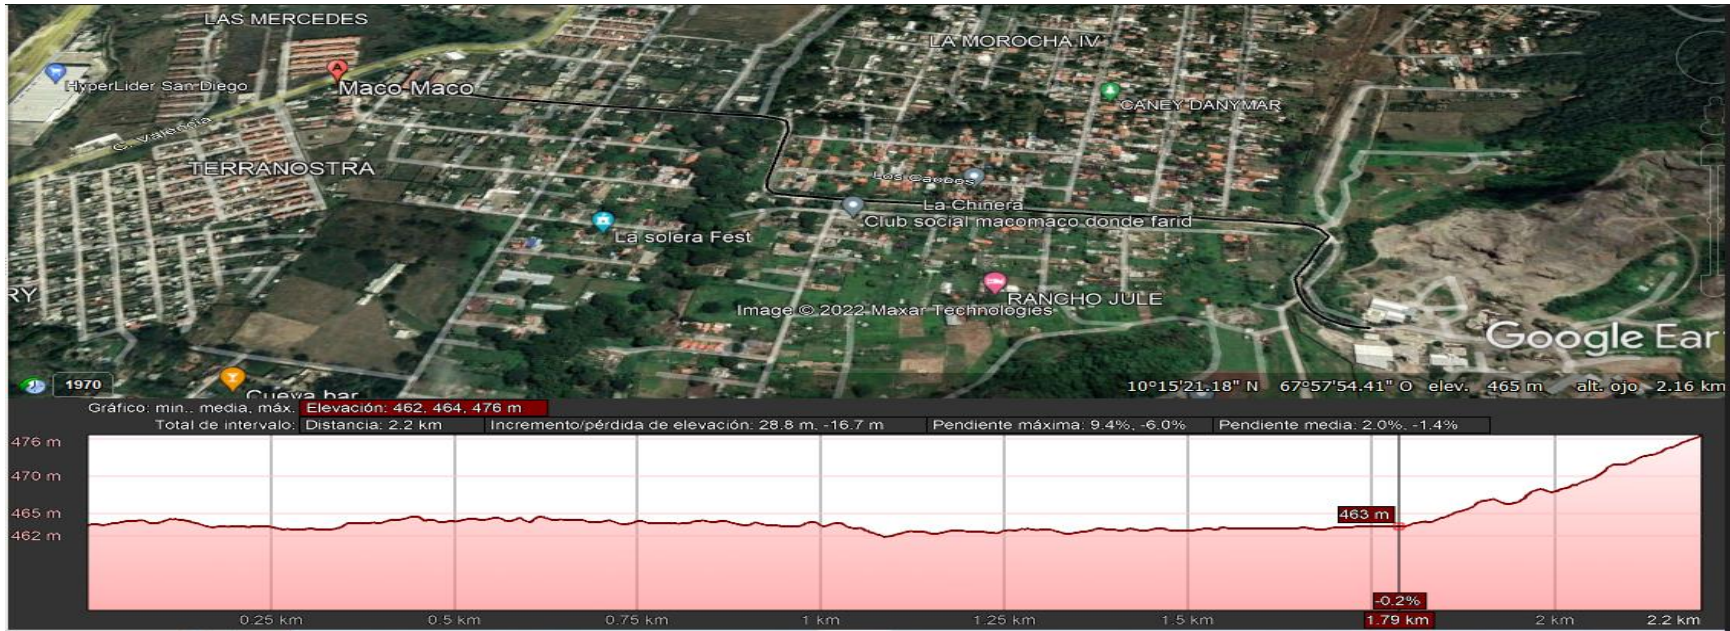 LAS MERCEDES
LA MOROCHA IV
HyperLider San Diego
Maco Maco
CANEY DANYMAR
C. Valencia
TERRANOSTRA
Los Caobos
La Chinera
Club social macomaco donde farid
La solera Fest
RY
RANCHO JULE
Image © 2022 Maxar Technologies
Google Ear
1970
10°15'21.18" N 67°57'54.41" O elev. 465 m alt. ojo 2.16 km
Cueva bar
Gráfico: min., media, máx. Elevación: 462, 464, 476 m
Total de intervalo: Distancia: 2.2 km Incremento/pérdida de elevación: 28.8 m, -16.7 m Pendiente máxima: 9.4%, -6.0% Pendiente media: 2.0%, -1.4%
476 m
470 m
465 m
463 m
462 m
-0.2%
0.25 km 0.5 km 0.75 km 1 km 1.25 km 1.5 km 1.79 km 2 km 2.2 km